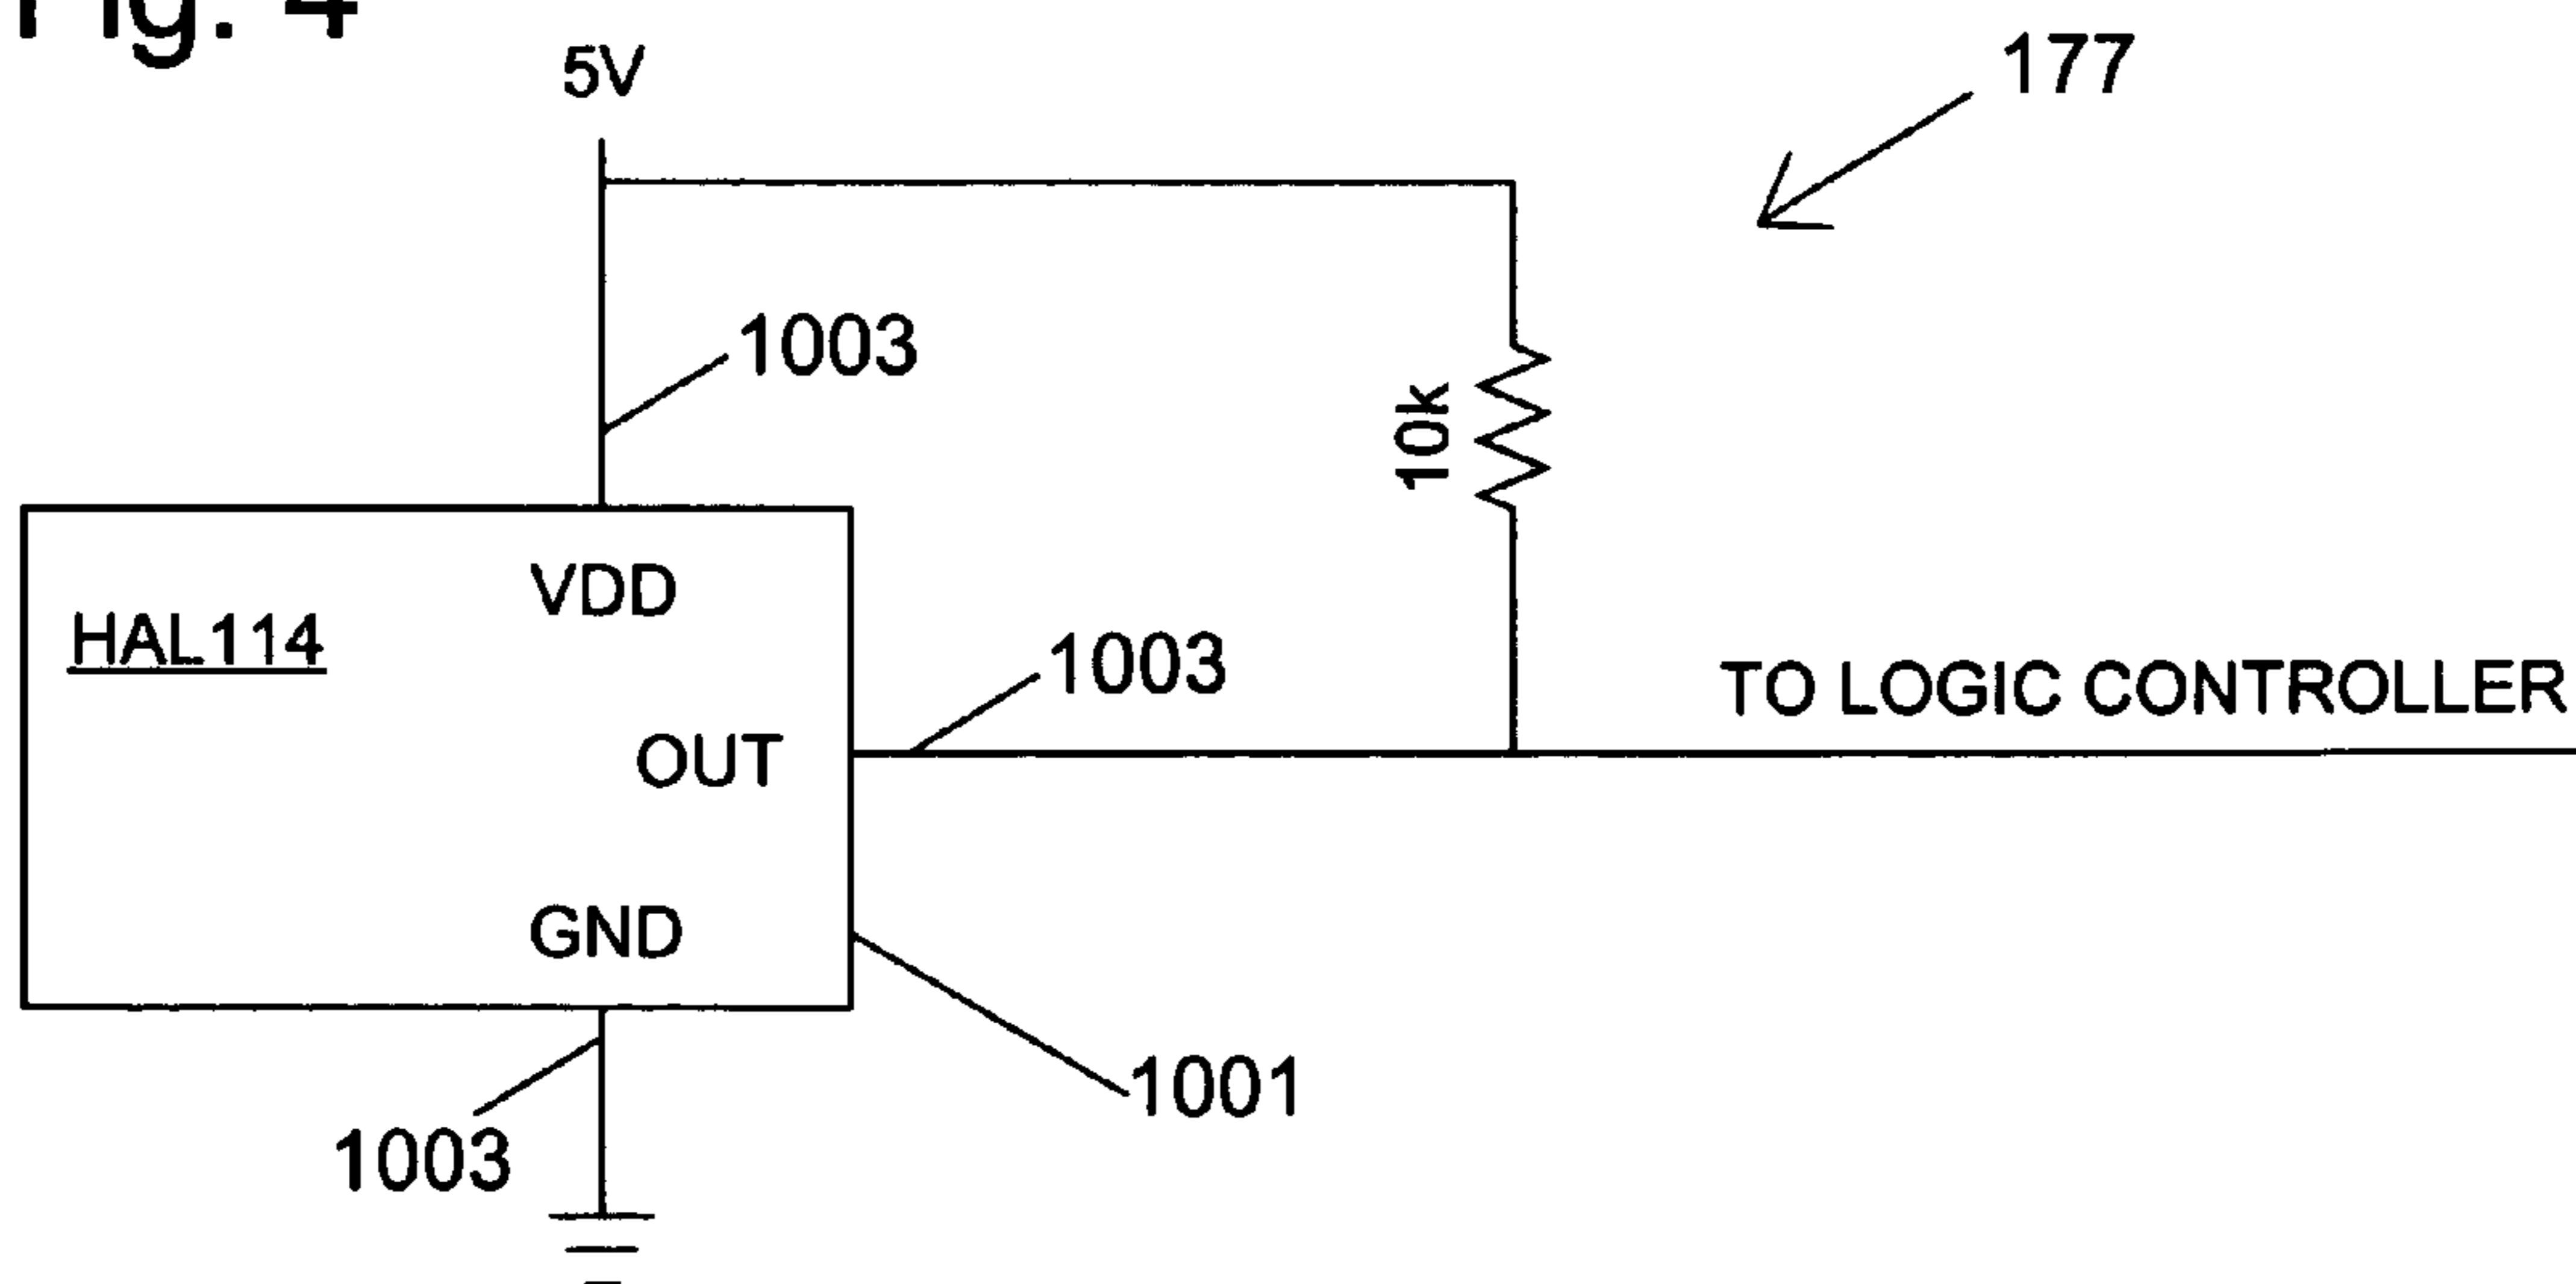 Fig. 4
5V
177
1003
10k
VDD
HAL114
1003
TO LOGIC CONTROLLER
OUT
GND
1001
1003